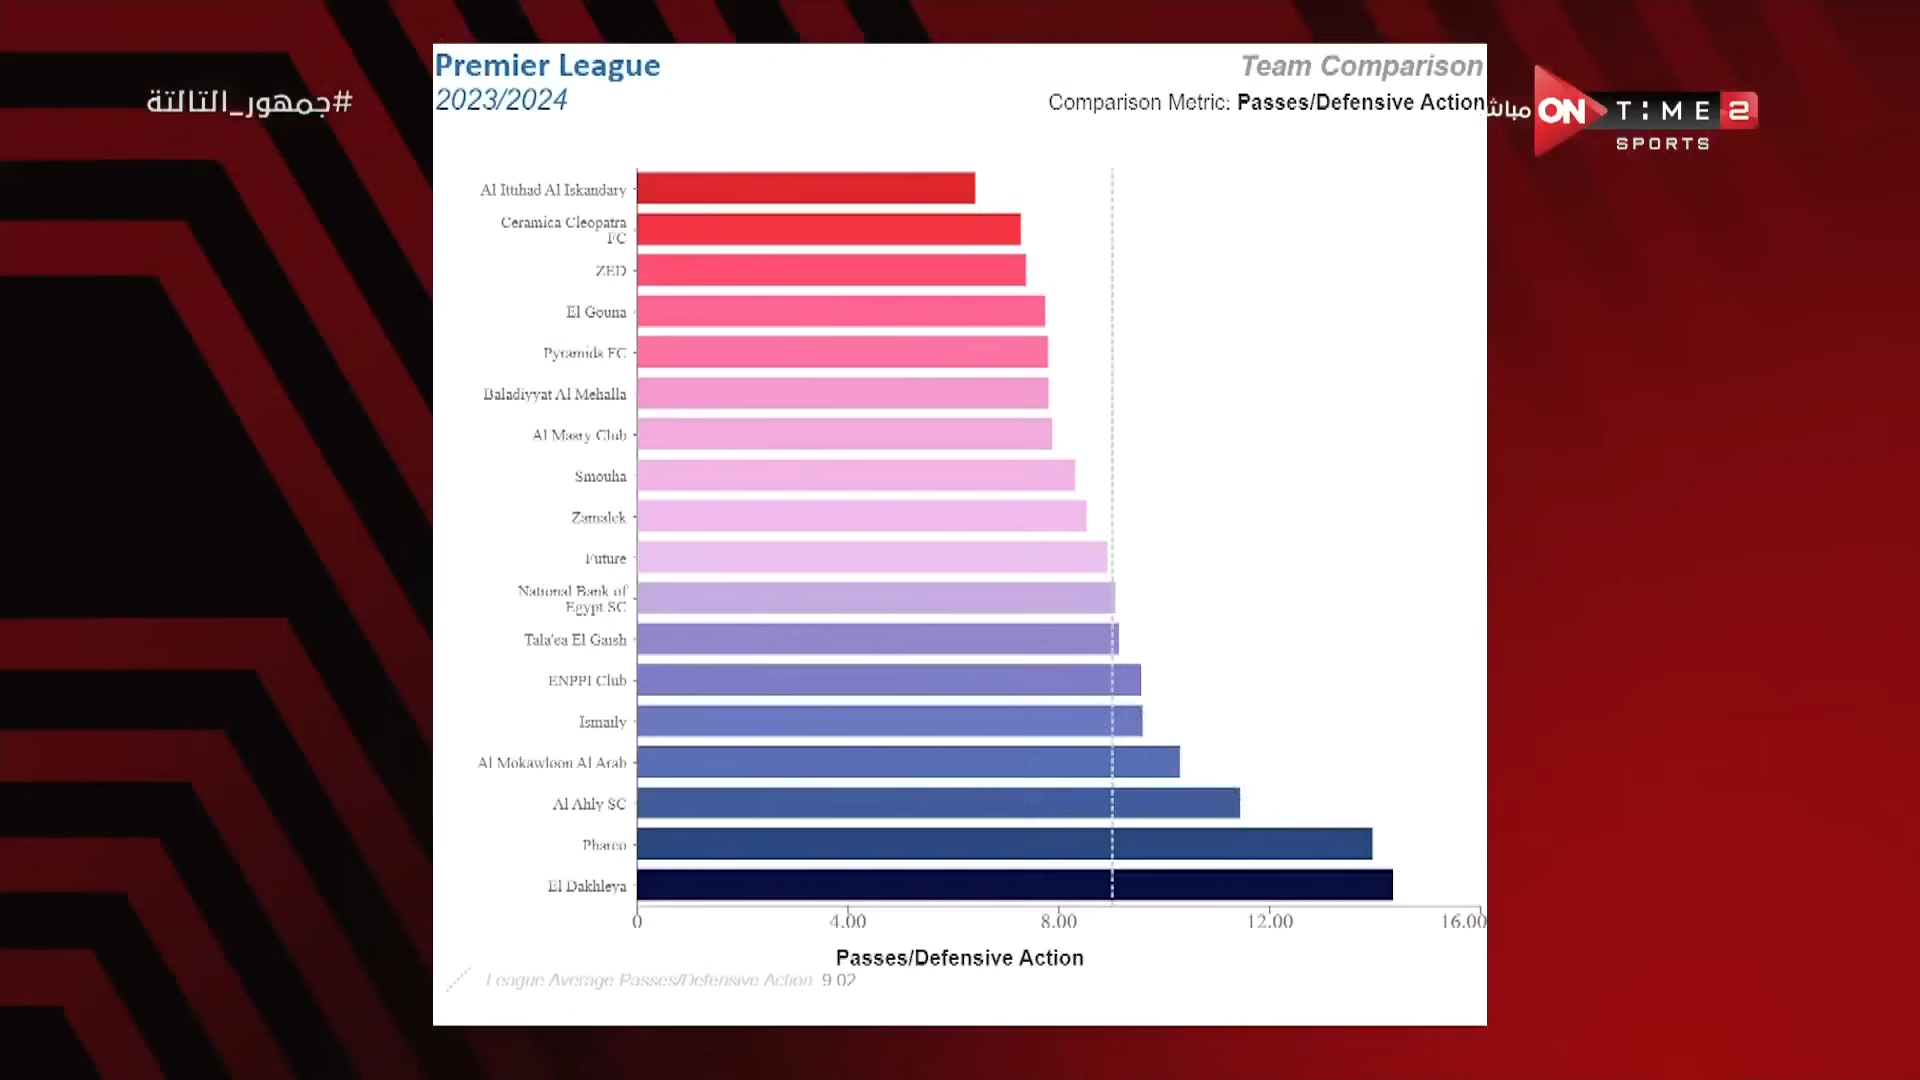 Premier League
2023/2024
Team Comparison
Comparison Metric: Passes/Defensive Action
#جمهور_التالتة
مباشر
ON TIME 2
SPORTS
Al Ittihad Al Iskandary
Ceramica Cleopatra
FC
ZED
El Gouna
Pyramids FC
Baladiyyat Al Mehalla
Al Masry Club
Smouha
Zamalek
Future
National Bank of
Egypt SC
Tala'ea El Gaish
ENPPI Club
Ismaily
Al Mokawloon Al Arab
Al Ahly SC
Pharco
El Dakhleya
0 4.00 8.00 12.00 16.00
Passes/Defensive Action
League Average Passes/Defensive Action 9.02